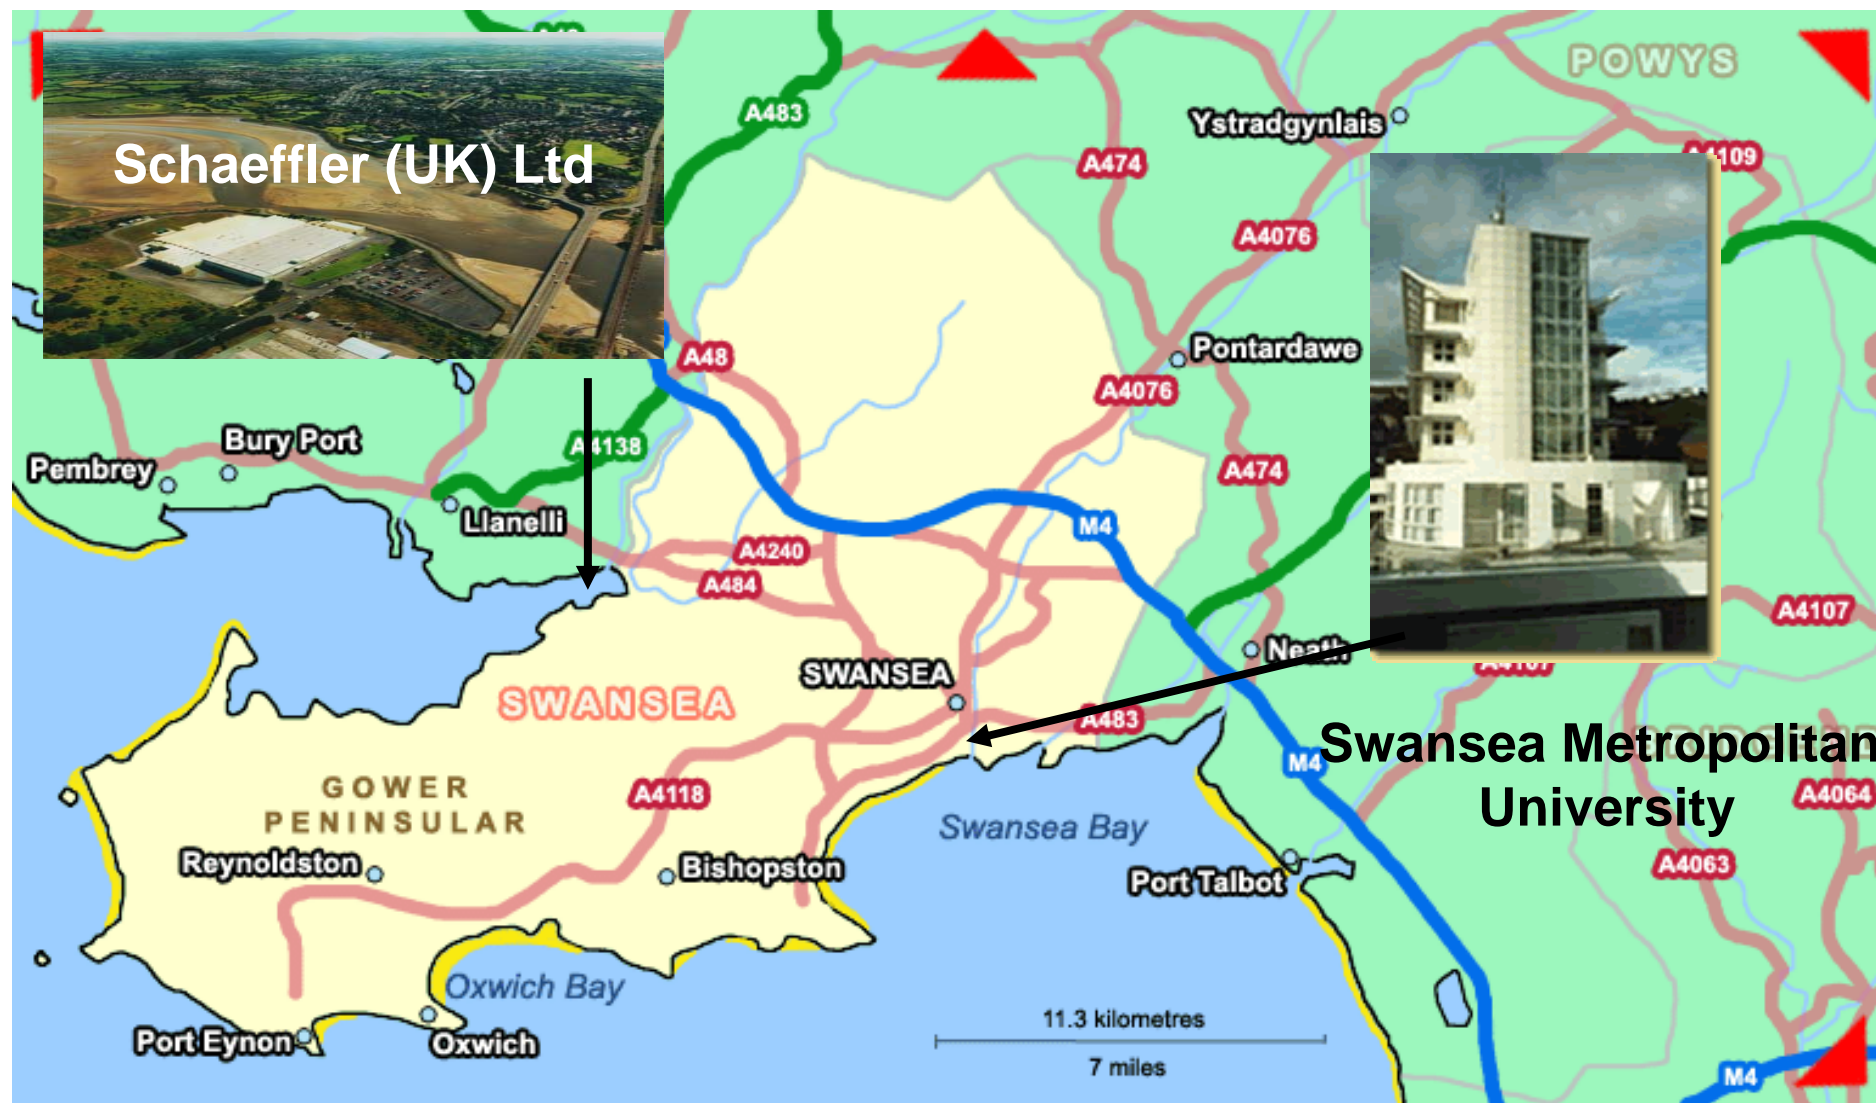 Schaeffler (UK) Ltd
POWYS
A483
Ystradgynlais
A474
A4109
A4076
A48
Pontardawe
A4076
Bury Port
A4138
Pembrey
A474
Llanelli
M4
A4240
A484
A4107
Neath
SWANSEA
A4107
SWANSEA
A483
Swansea Metropolitan
University
M4
GOWER
PENINSULAR
A4118
A4064
Swansea Bay
Reynoldston
Bishopston
A4063
Port Talbot
Oxwich Bay
11.3 kilometres
7 miles
Port Eynon
Oxwich
M4